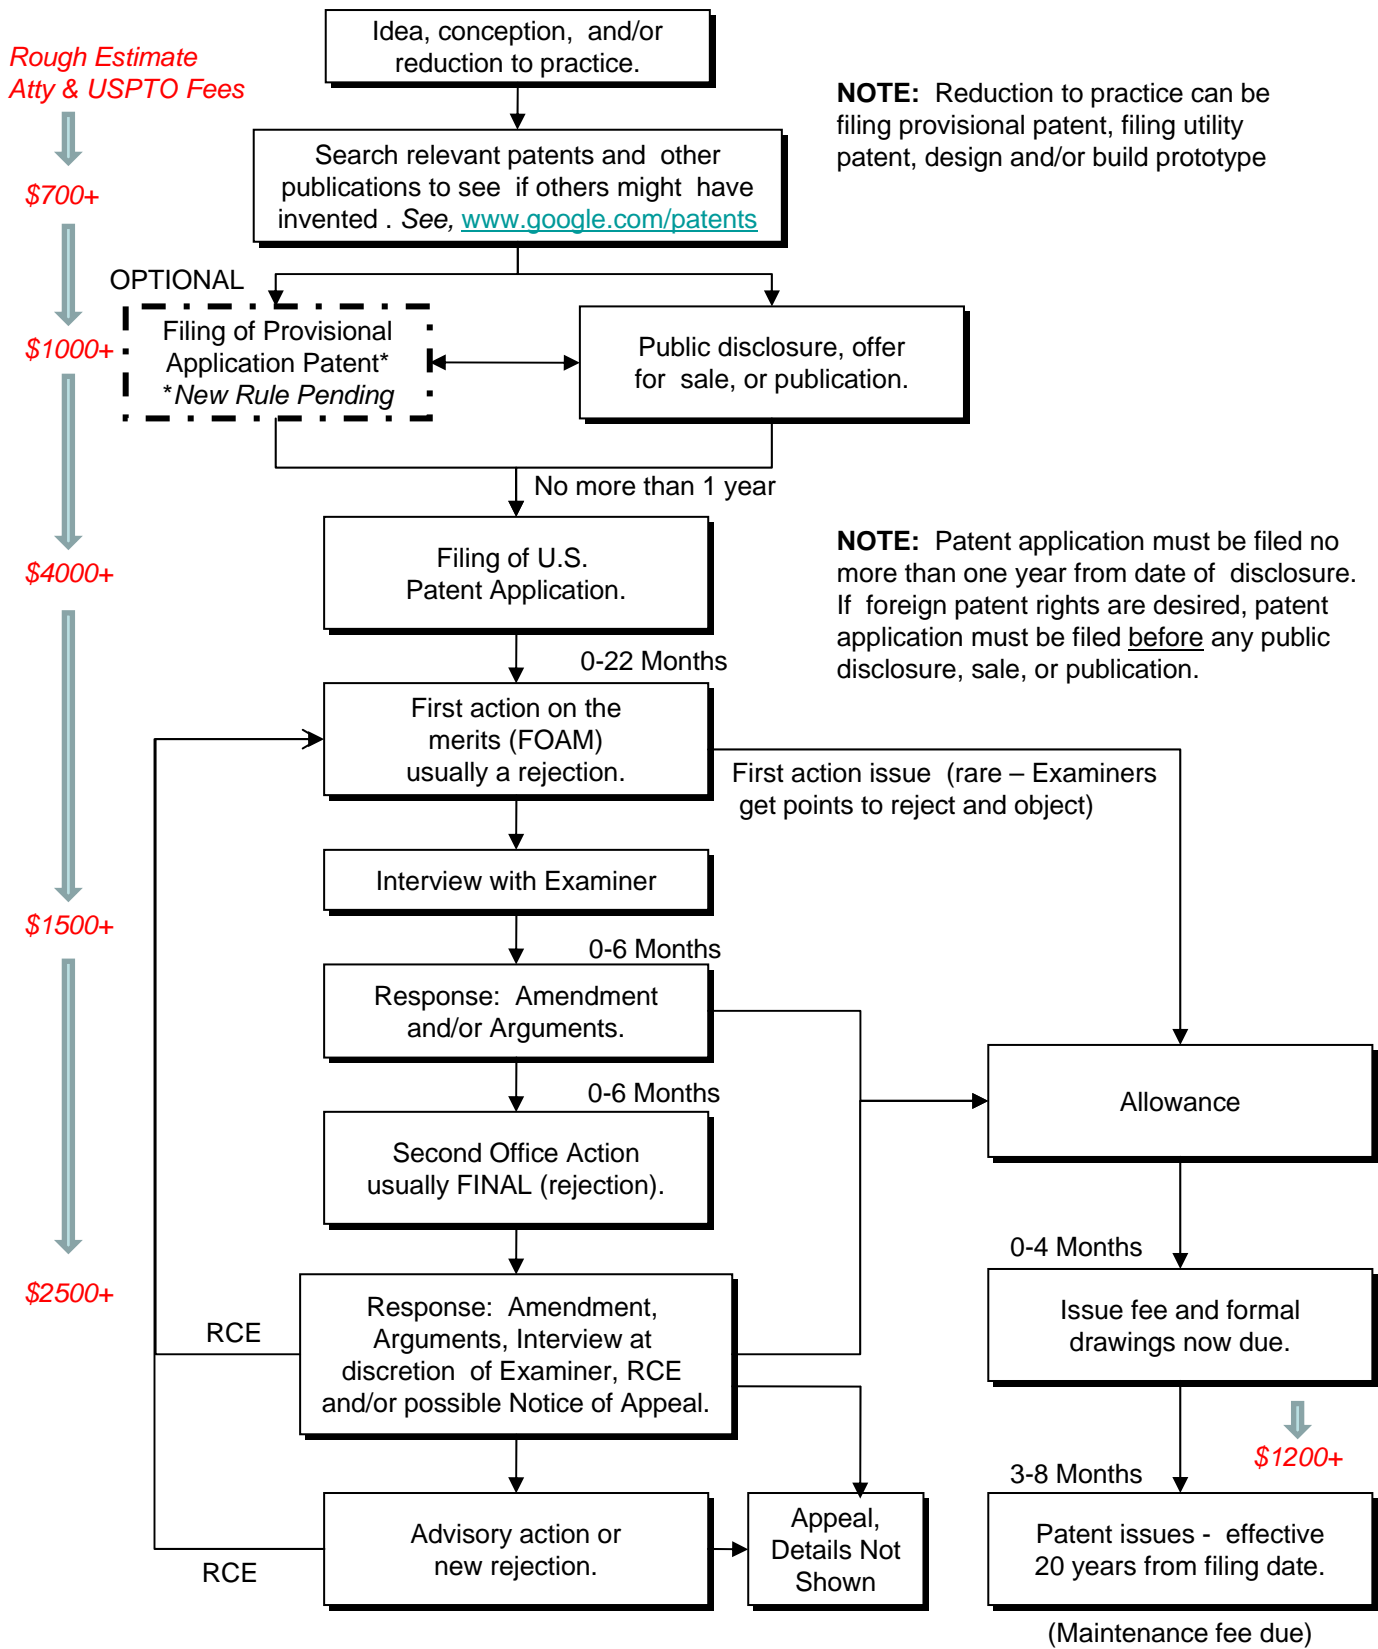 Idea, conception, and/or
reduction to practice.
Rough Estimate
Atty & USPTO Fees
NOTE: Reduction to practice can be
filing provisional patent, filing utility
patent, design and/or build prototype
Search relevant patents and other
publications to see if others might have
invented . See, www.google.com/patents
$700+
OPTIONAL
Filing of Provisional
Application Patent*
*New Rule Pending
$1000+
Public disclosure, offer
for sale, or publication.
No more than 1 year
Filing of U.S.
Patent Application.
$4000+
NOTE: Patent application must be filed no
more than one year from date of disclosure.
If foreign patent rights are desired, patent
application must be filed before any public
disclosure, sale, or publication.
0-22 Months
First action on the
merits (FOAM)
usually a rejection.
First action issue (rare – Examiners
get points to reject and object)
Interview with Examiner
$1500+
0-6 Months
Response: Amendment
and/or Arguments.
0-6 Months
Allowance
Second Office Action
usually FINAL (rejection).
0-4 Months
$2500+
Response: Amendment,
Arguments, Interview at
discretion of Examiner, RCE
and/or possible Notice of Appeal.
RCE
Issue fee and formal
drawings now due.
$1200+
3-8 Months
Advisory action or
new rejection.
RCE
Appeal,
Details Not
Shown
Patent issues - effective
20 years from filing date.
(Maintenance fee due)